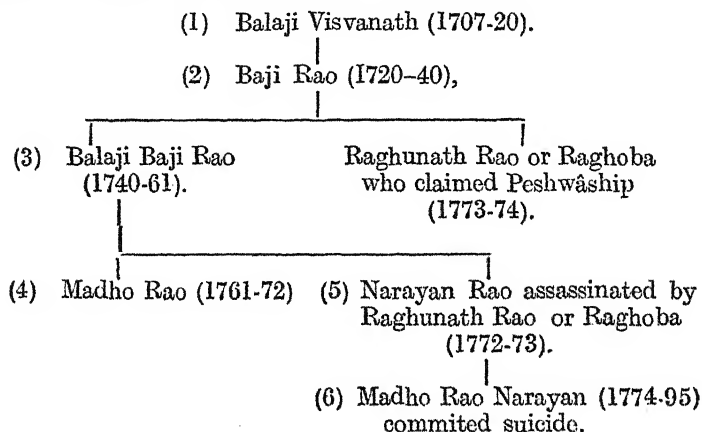 (1) Balaji Visvanath (1707-20).
(2) Baji Rao (1720–40),
(3) Balaji Baji Rao
(1740-61).
Raghunath Rao or Raghoba
who claimed Peshwâship
(1773-74).
(4) Madho Rao (1761-72)
(5) Narayan Rao assassinated by
Raghunath Rao or Raghoba
(1772-73).
(6) Madho Rao Narayan (1774-95)
commited suicide.